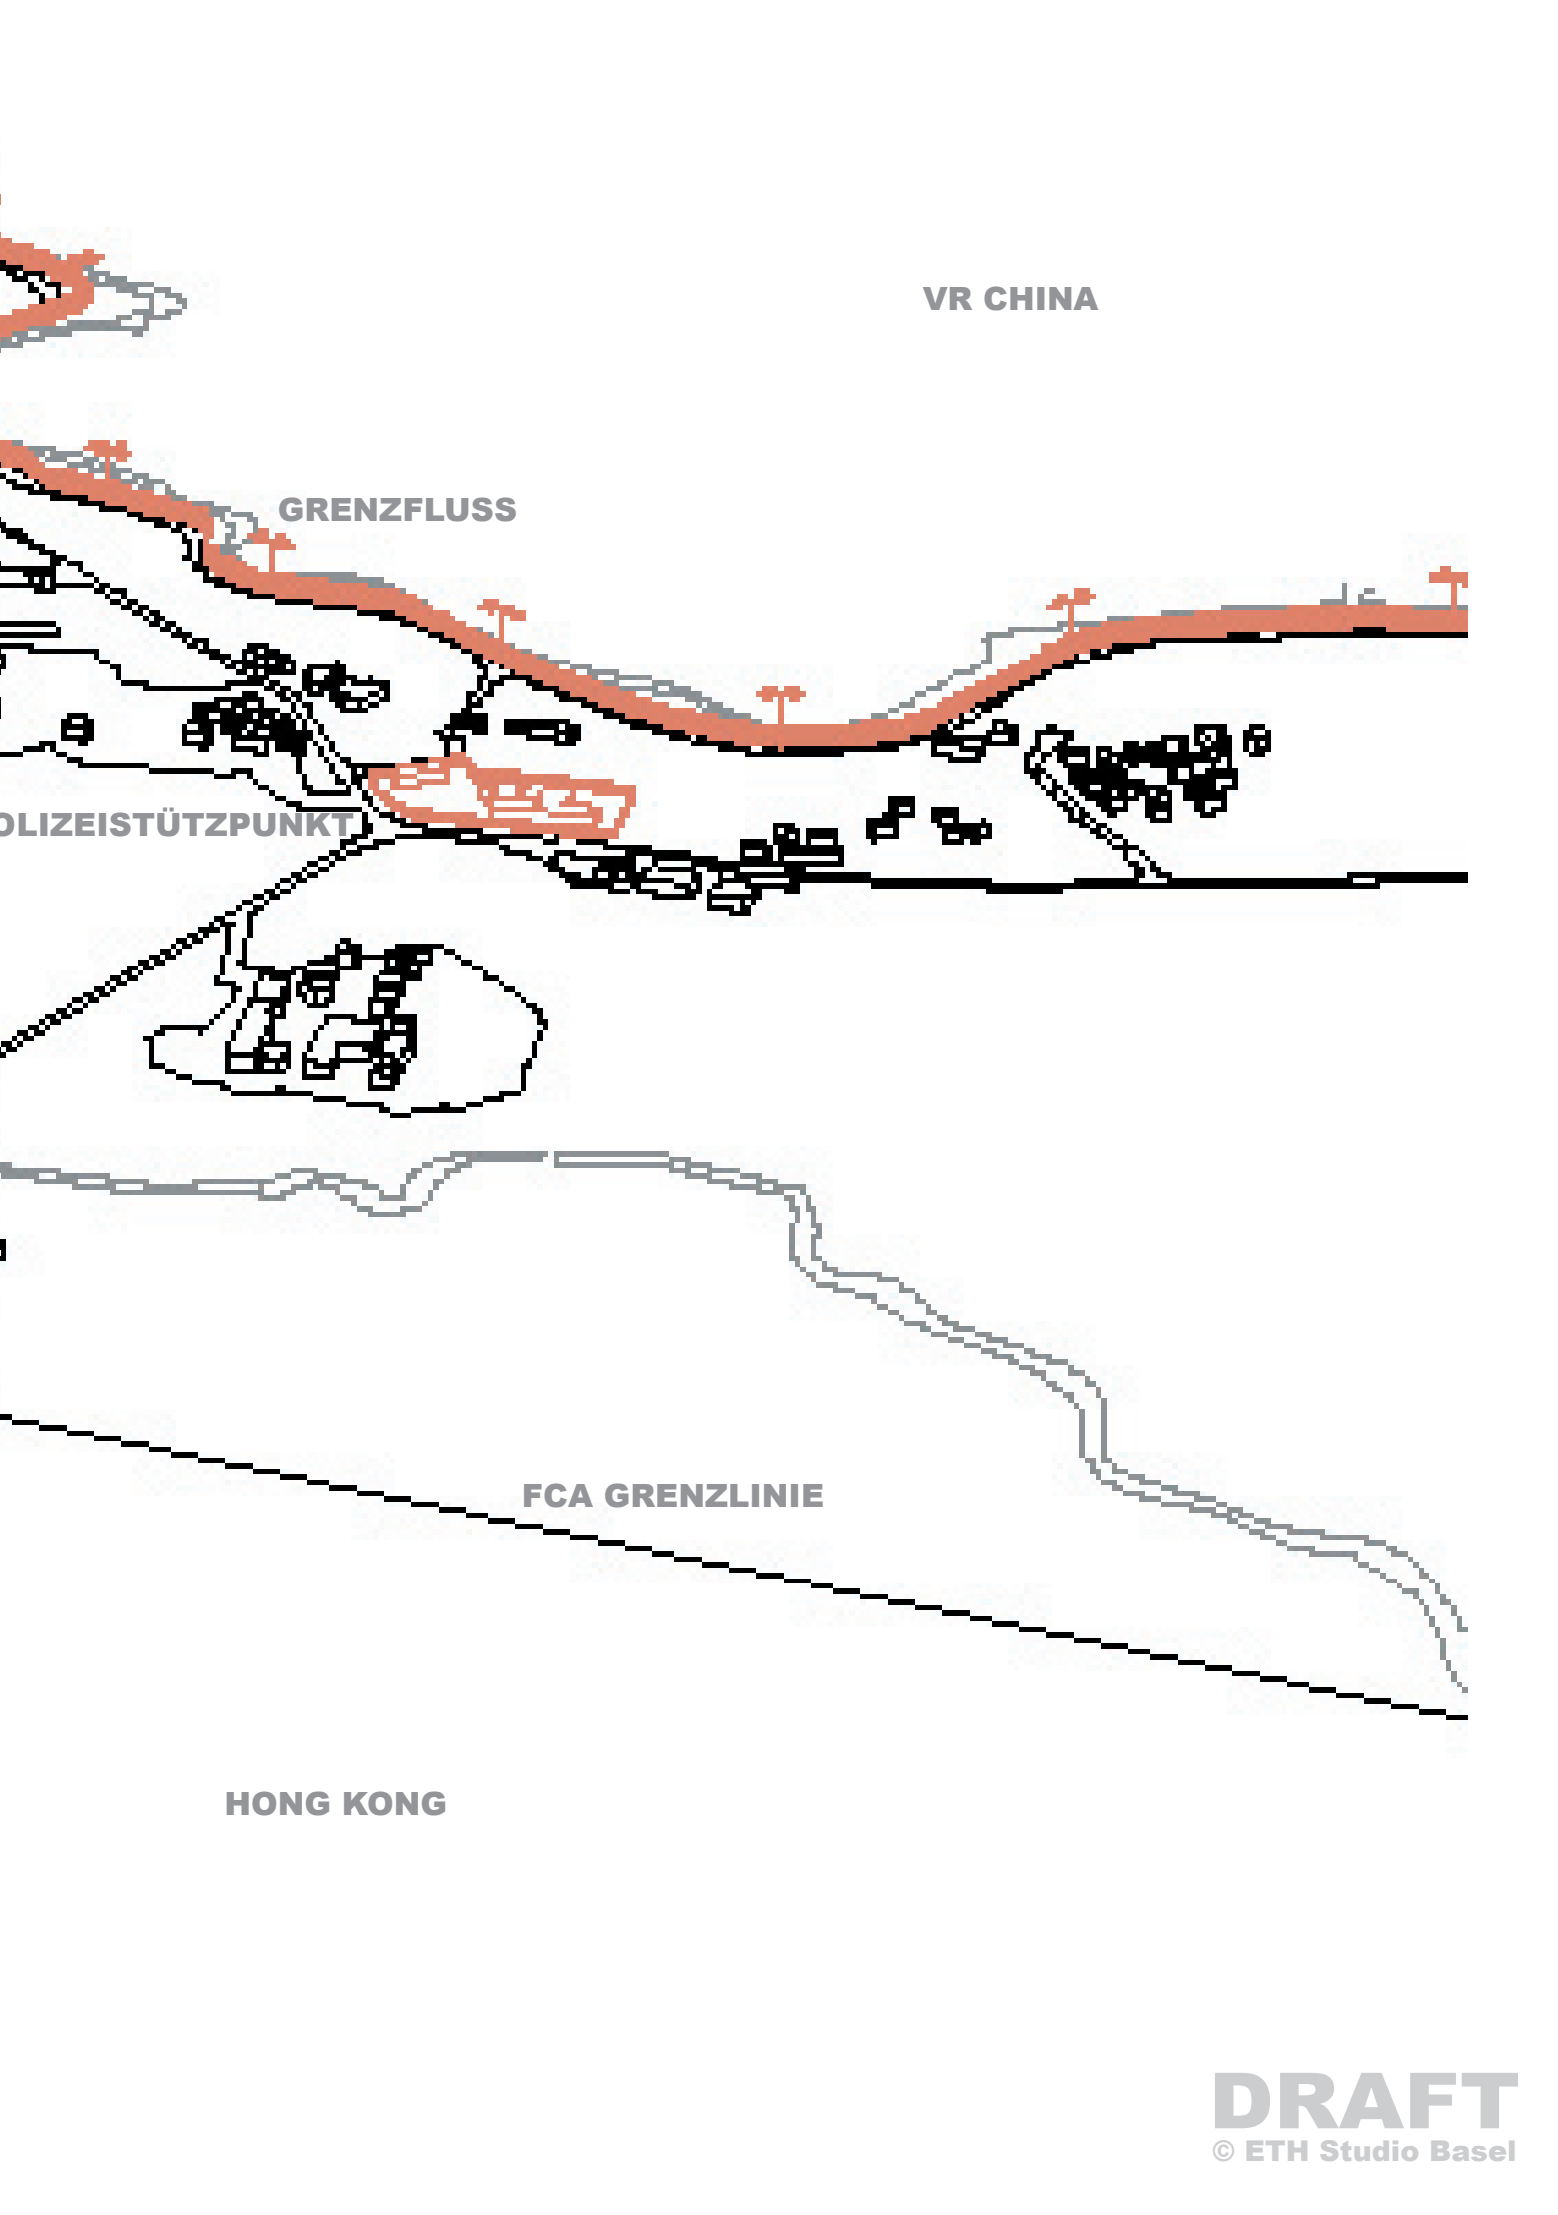 VR CHINA
GRENZFLUSS
OLIZEISTÜTZPUNKT
FCA GRENZLINIE
HONG KONG
DRAFT
© ETH Studio Basel